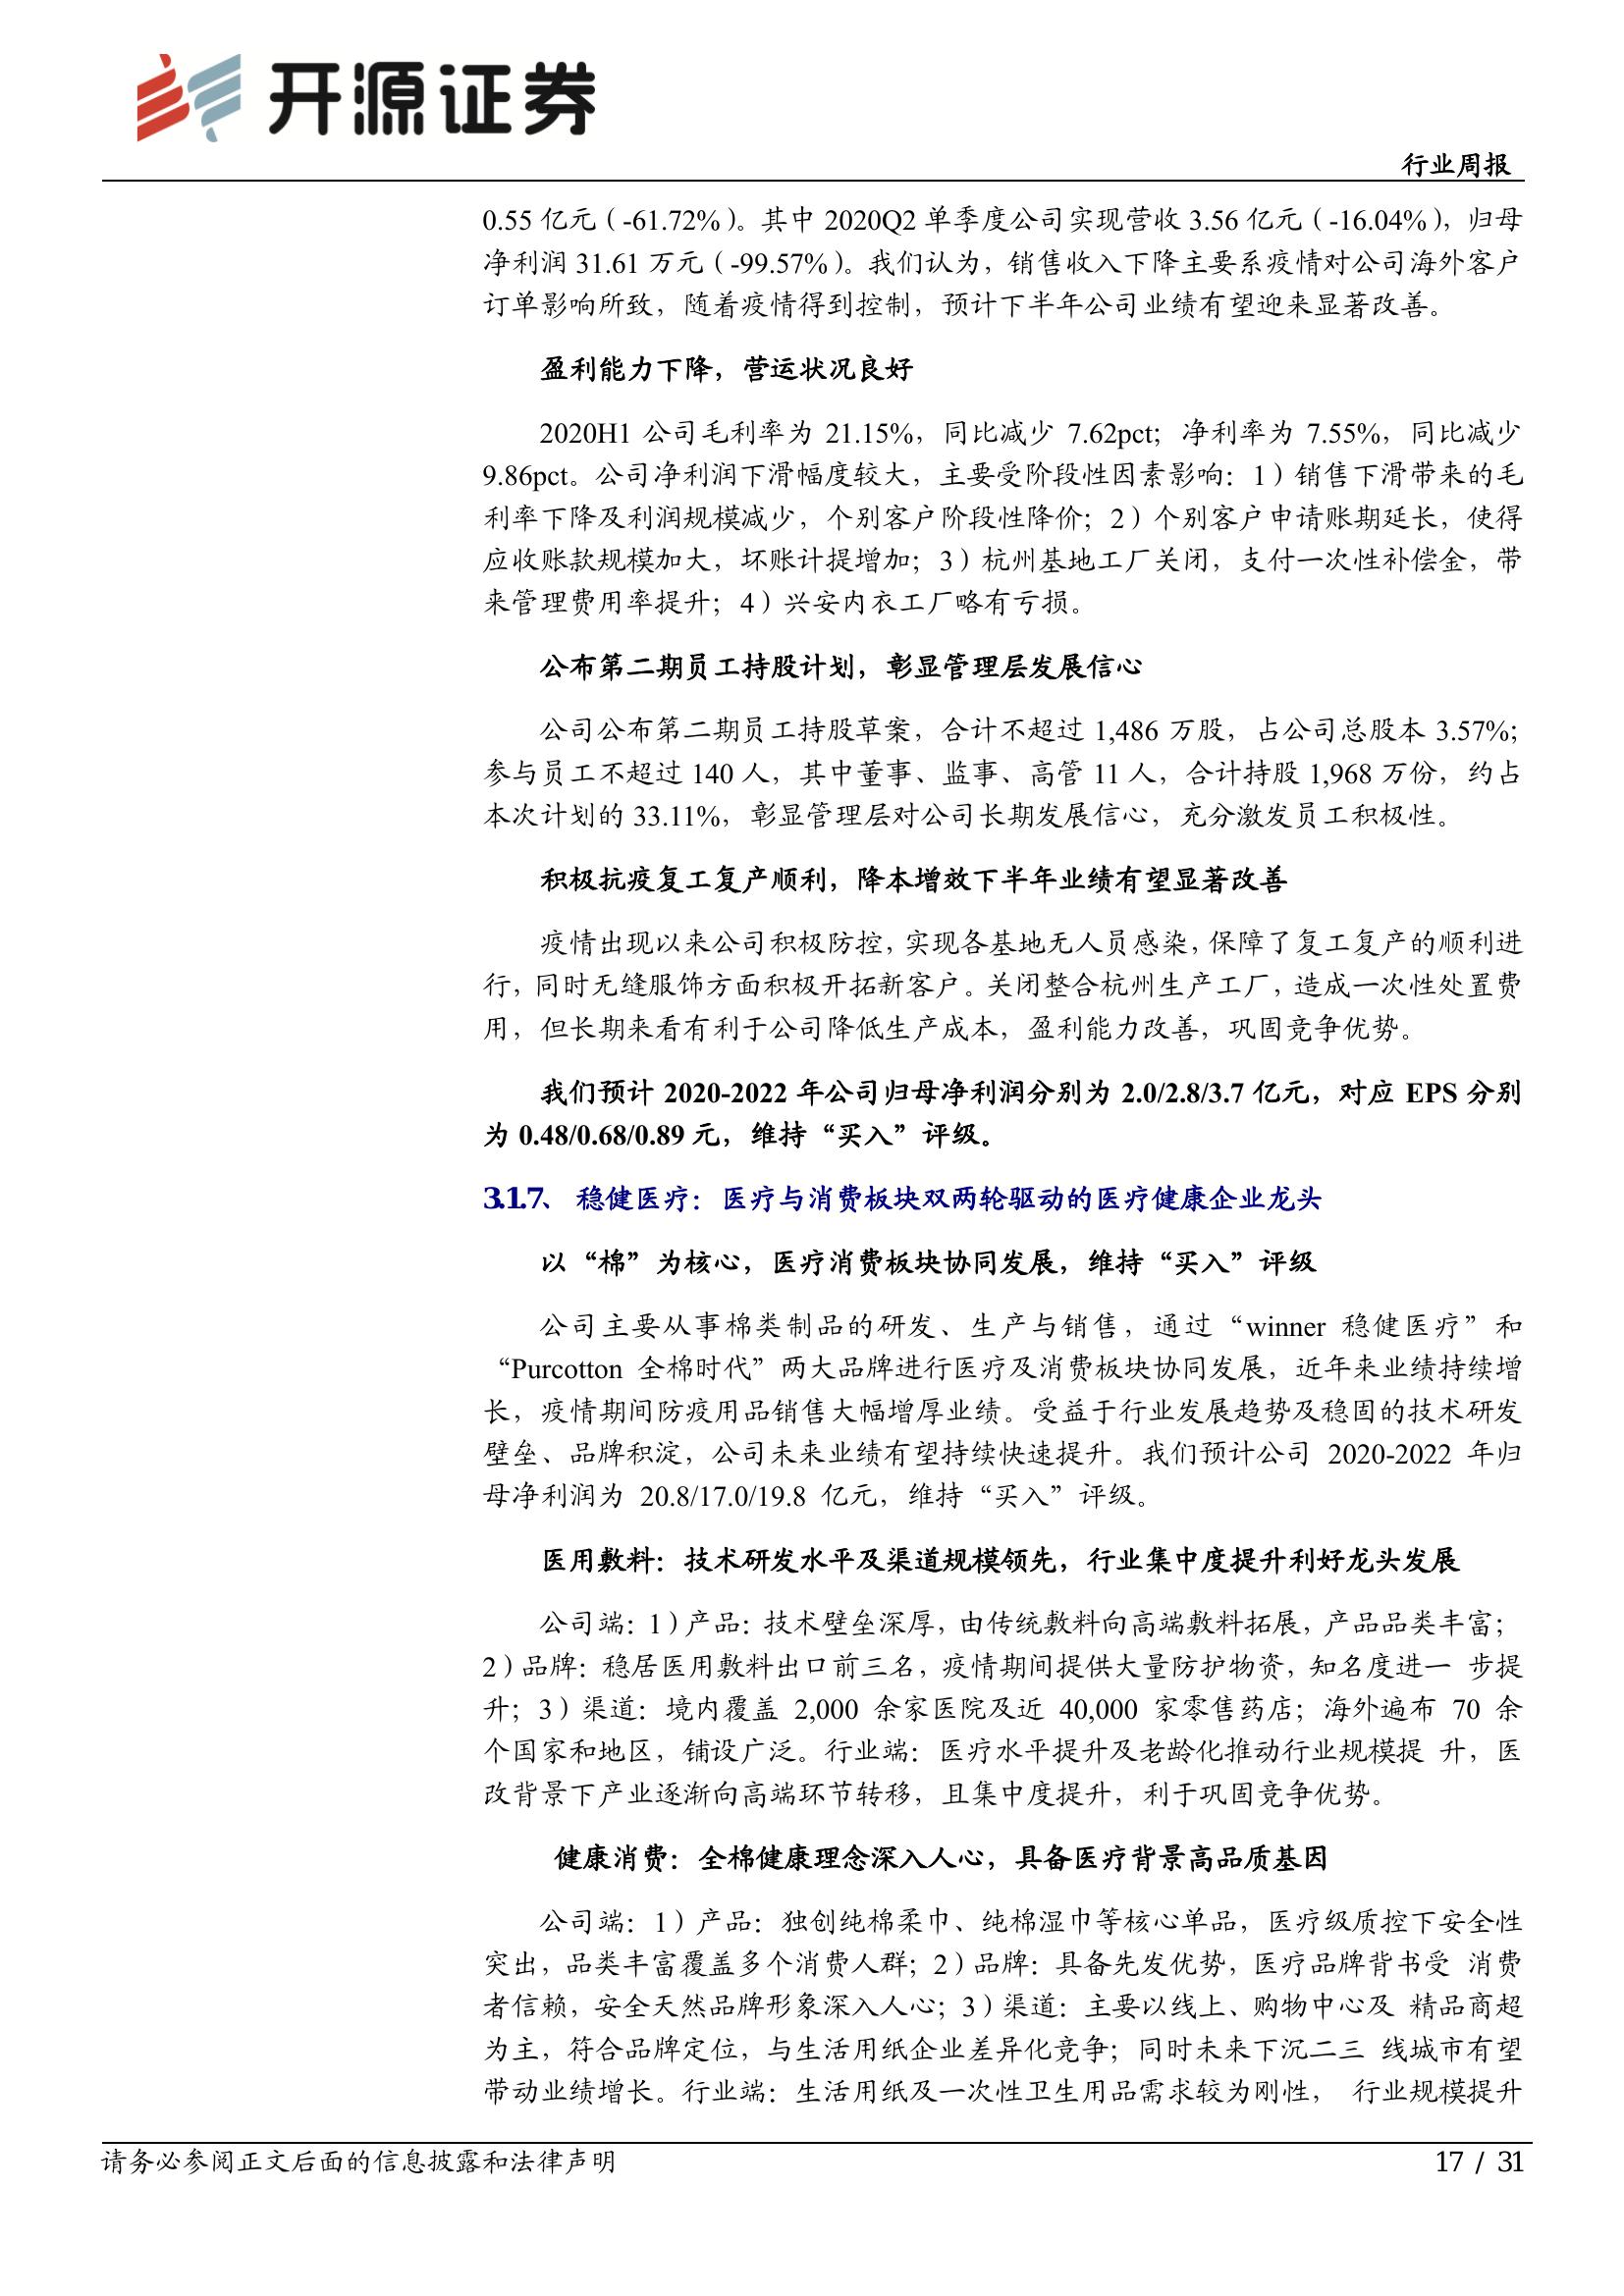 开源证券
行业周报
0.55 亿元（-61.72%）。其中 2020Q2 单季度公司实现营收 3.56 亿元（-16.04%），归母
净利润 31.61 万元（-99.57%）。我们认为，销售收入下降主要系疫情对公司海外客户
订单影响所致，随着疫情得到控制，预计下半年公司业绩有望迎来显著改善。
盈利能力下降，营运状况良好
2020H1 公司毛利率为 21.15%，同比减少 7.62pct；净利率为 7.55%，同比减少
9.86pct。公司净利润下滑幅度较大，主要受阶段性因素影响：1）销售下滑带来的毛
利率下降及利润规模减少，个别客户阶段性降价；2）个别客户申请账期延长，使得
应收账款规模加大，坏账计提增加；3）杭州基地工厂关闭，支付一次性补偿金，带
来管理费用率提升；4）兴安内衣工厂略有亏损。
公布第二期员工持股计划，彰显管理层发展信心
公司公布第二期员工持股草案，合计不超过 1,486 万股，占公司总股本 3.57%;
参与员工不超过 140 人，其中董事、监事、高管 11 人，合计持股 1,968 万份，约占
本次计划的 33.11%，彰显管理层对公司长期发展信心，充分激发员工积极性。
积极抗疫复工复产顺利，降本增效下半年业绩有望显著改善
疫情出现以来公司积极防控，实现各基地无人员感染，保障了复工复产的顺利进
行，同时无缝服饰方面积极开拓新客户。关闭整合杭州生产工厂，造成一次性处置费
用，但长期来看有利于公司降低生产成本，盈利能力改善，巩固竞争优势。
我们预计 2020-2022 年公司归母净利润分别为 2.0/2.8/3.7 亿元，对应 EPS 分别
为 0.48/0.68/0.89 元，维持“买入”评级。
3.1.7、 稳健医疗：医疗与消费板块双两轮驱动的医疗健康企业龙头
以“棉”为核心，医疗消费板块协同发展，维持“买入”评级
公司主要从事棉类制品的研发、生产与销售，通过“winner 稳健医疗”和
“Purcotton 全棉时代”两大品牌进行医疗及消费板块协同发展，近年来业绩持续增
长，疫情期间防疫用品销售大幅增厚业绩。受益于行业发展趋势及稳固的技术研发
壁垒、品牌积淀，公司未来业绩有望持续快速提升。我们预计公司 2020-2022 年归
母净利润为 20.8/17.0/19.8 亿元，维持“买入”评级。
医用敷料：技术研发水平及渠道规模领先，行业集中度提升利好龙头发展
公司端：1）产品：技术壁垒深厚，由传统敷料向高端敷料拓展，产品品类丰富；
2）品牌：稳居医用敷料出口前三名，疫情期间提供大量防护物资，知名度进一 步提
升；3）渠道：境内覆盖 2,000 余家医院及近 40,000 家零售药店；海外遍布 70 余
个国家和地区，铺设广泛。行业端：医疗水平提升及老龄化推动行业规模提 升，医
改背景下产业逐渐向高端环节转移，且集中度提升，利于巩固竞争优势。
健康消费：全棉健康理念深入人心，具备医疗背景高品质基因
公司端：1）产品：独创纯棉柔巾、纯棉湿巾等核心单品，医疗级质控下安全性
突出，品类丰富覆盖多个消费人群；2）品牌：具备先发优势，医疗品牌背书受 消费
者信赖，安全天然品牌形象深入人心；3）渠道：主要以线上、购物中心及 精品商超
为主，符合品牌定位，与生活用纸企业差异化竞争；同时未来下沉二三 线城市有望
带动业绩增长。行业端：生活用纸及一次性卫生用品需求较为刚性， 行业规模提升
请务必参阅正文后面的信息披露和法律声明
17 / 31